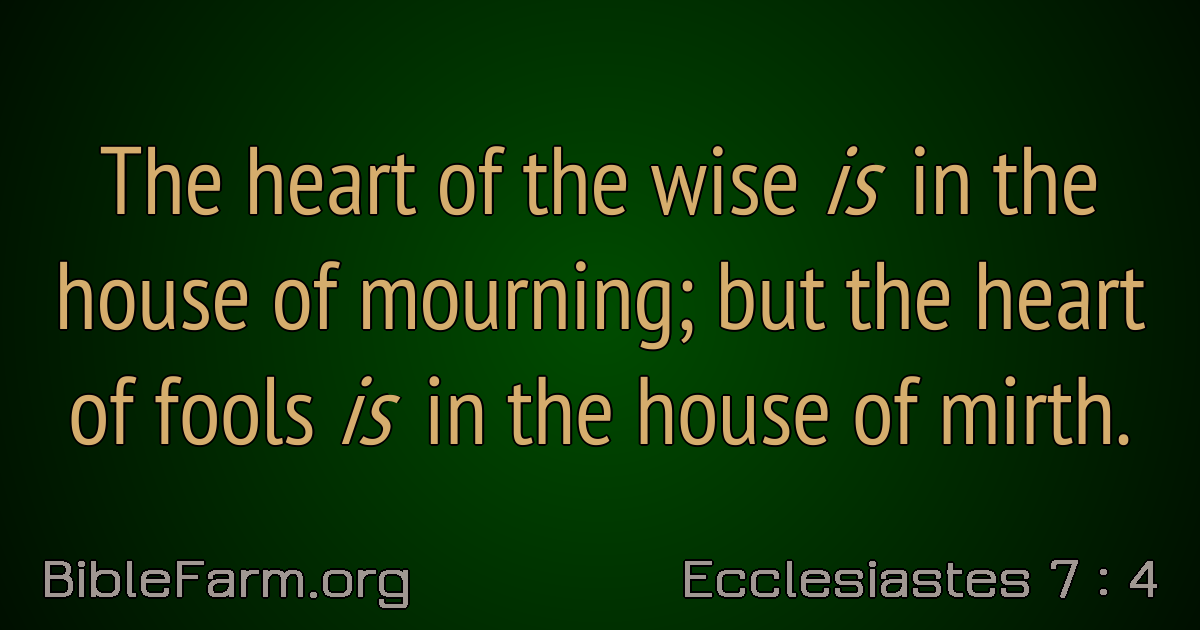 The heart of the wise is in the
house of mourning; but the heart
of fools is in the house of mirth.
BibleFarm.org
Ecclesiastes 7 : 4